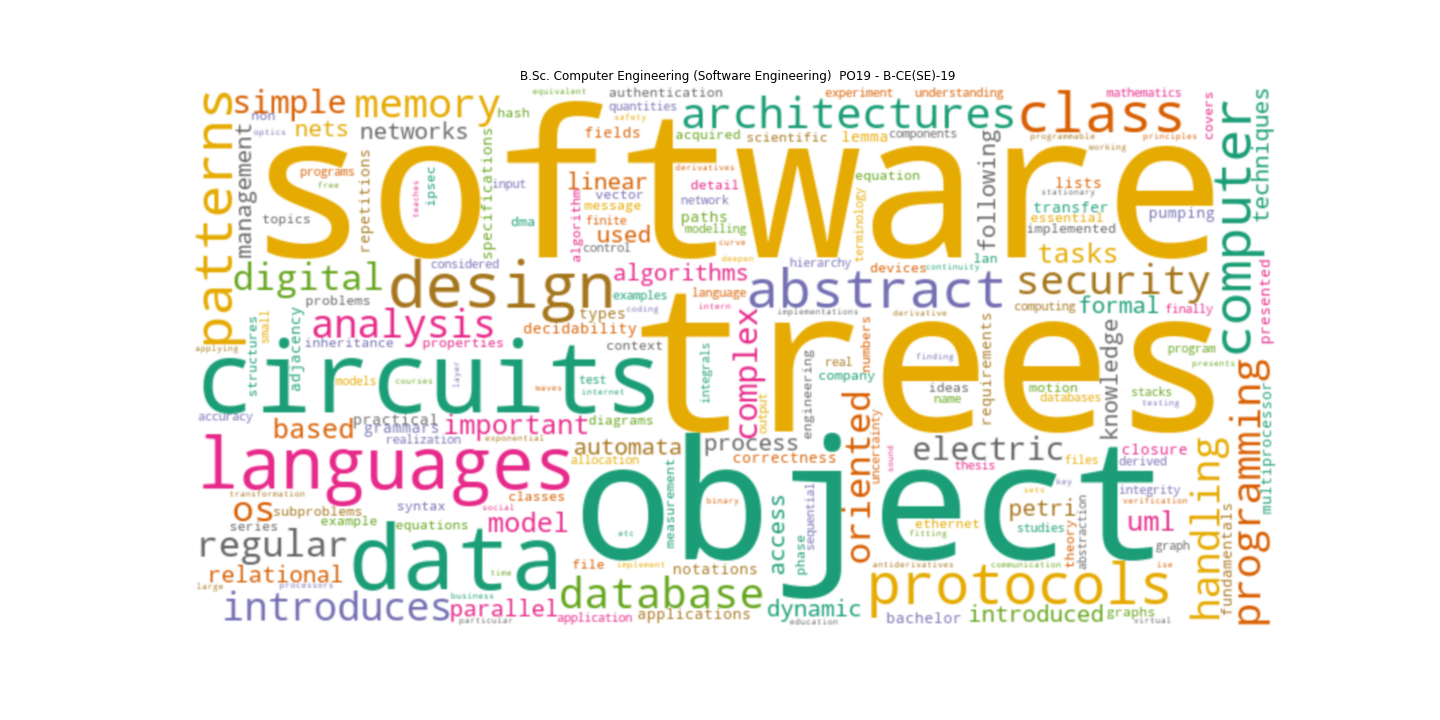 B.Sc. Computer Engineering (Software Engineering)  PO19 - B-CE(SE)-19
equivalent
authentication
experiment
understanding
mathematics
simple
memory
hash
quantities
safety
architectures
class
covers
non
optics
nets
networks
fields
acquired
scientific
lemma
components
programmable
principles
working
patterns
management
software
computer
techniques
programs
free
repetitions
teaches
ipsec
specifications
input
linear
vector
message
finite
used
control
algorithm
derivatives
detail
network
paths
modelling
curve
deepen
equation
terminology
following
lists
stationary
transfer
essential
implemented
pumping
topics
dma
lan
tasks
digital
considered
design
algorithms
hierarchy
devices
continuity
security
problems
examples
language
intern
abstract
computing
formal
finally
presented
structures
small
adjacency
analysis
types
coding
decidability
implementations
derivative
inheritance
properties
context
trees
applying
circuits
models
courses
layer
waves
test
internet
integrals
complex
output
engineering
real
company
numbers
finding
ideas
name
requirements
motion
databases
knowledge
program
presents
stacks
testing
accuracy
based
practical
grammars
realization
important
exponential
diagrams
automata
allocation
process
correctness
oriented
uncertainty
sound
electric
thesis
files
closure
derived
programming
multiprocessor
handling
languages
transformation
os
subproblems
series
example
syntax
equations
classes
social
model
object
measurement
binary
etc
access
phase
sequential
ethernet
fitting
sets
key
petri
studies
theory
abstraction
integrity
verification
uml
graph
regular
relational
large
processors
data
time
file
implement
notations
antiderivatives
communication
ise
fundamentals
introduces
parallel
business
particular
database
application
applications
dynamic
education
protocols
bachelor
introduced
graphs
virtual